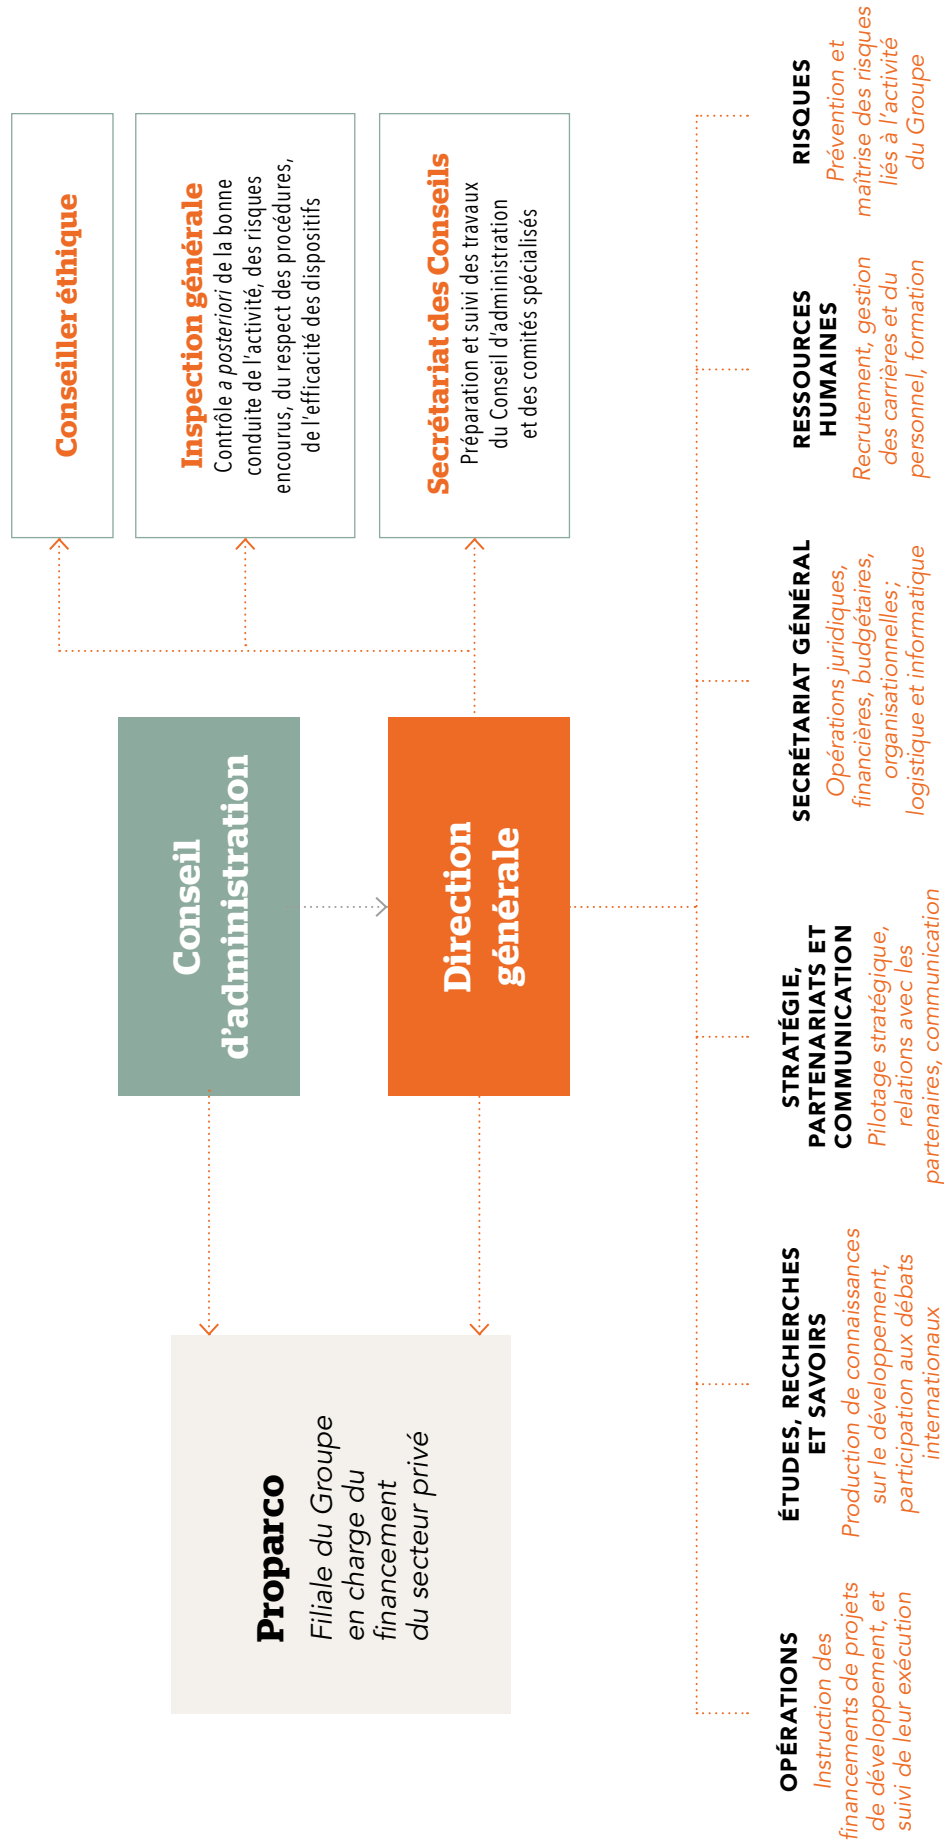 Proparco
Filiale du Groupe
en charge du
financement
du secteur privé
Conseil
d'administration
Direction
générale
Conseiller éthique
Inspection générale
Contrôle a posteriori de la bonne
conduite de l'activité, des risques
encourus, du respect des procédures,
de l'efficacité des dispositifs
Secrétariat des Conseils
Préparation et suivi des travaux
du Conseil d'administration
et des comités spécialisés
OPÉRATIONS
Instruction des
financements de projets
de développement, et
suivi de leur exécution
ÉTUDES, RECHERCHES
ET SAVOIRS
Production de connaissances
sur le développement,
participation aux débats
internationaux
STRATÉGIE,
PARTENARIATS ET
COMMUNICATION
Pilotage stratégique,
relations avec les
partenaires, communication
SECRÉTARIAT GÉNÉRAL
Opérations juridiques,
financières, budgétaires,
organisationnelles ;
logistique et informatique
RESSOURCES
HUMAINES
Recrutement, gestion
des carrières et du
personnel, formation
RISQUES
Prévention et
maîtrise des risques
liés à l'activité
du Groupe